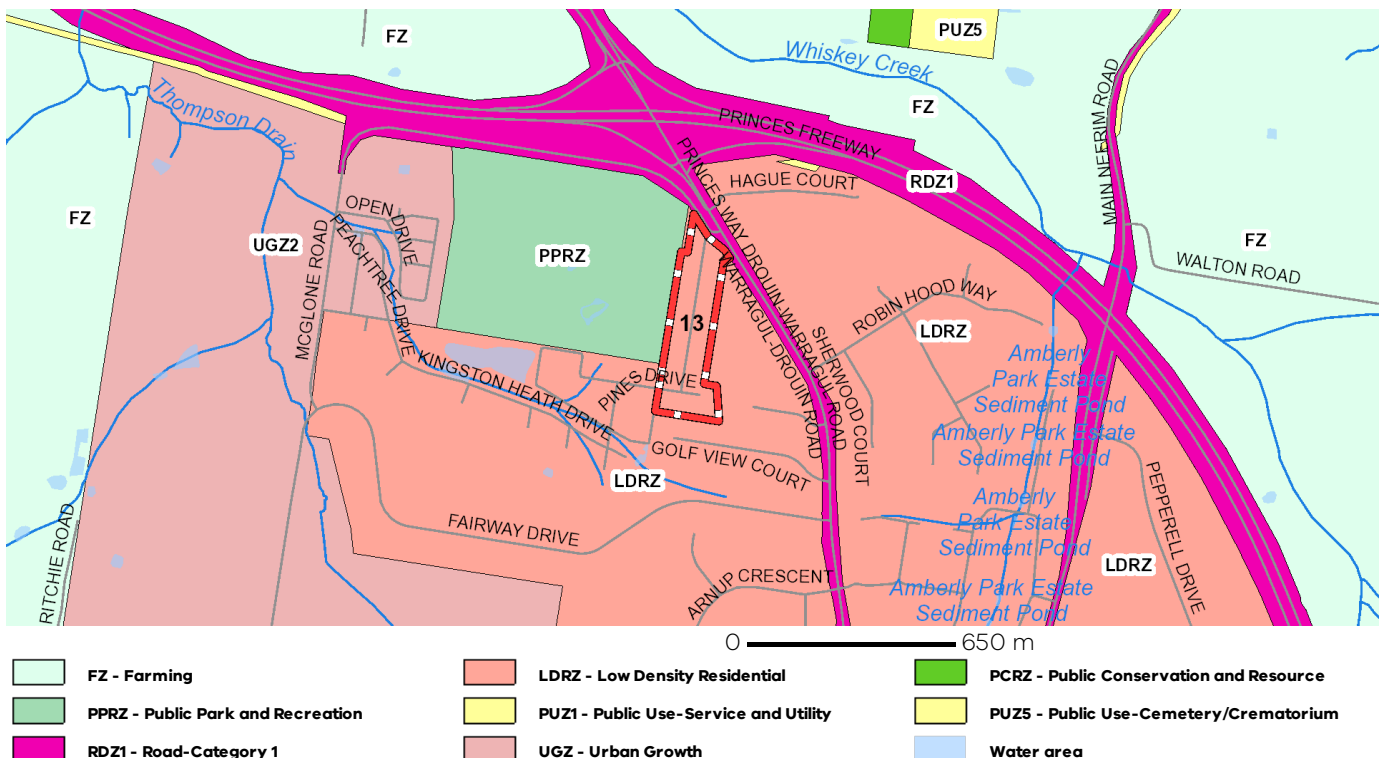 FZ
PUZ5
Whiskey Creek
FZ
Thompson Drain
PRINCES FREEWAY
MAIN NEERIM ROAD
PRINCES WAY DROUIN-WARRAGUL ROAD
HAGUE COURT
RDZ1
FZ
OPEN DRIVE
PEACHTREE DRIVE
UGZ2
PPRZ
FZ
WALTON ROAD
MCGLONE ROAD
WARRAGUL-DROUIN ROAD
13
ROBIN HOOD WAY
LDRZ
SHERWOOD COURT
Amberly
Park Estate
Sediment Pond
KINGSTON HEATH DRIVE
PINES DRIVE
Amberly Park Estate
Sediment Pond
GOLF VIEW COURT
LDRZ
PEPPERELL DRIVE
Amberly
Park Estate
Sediment Pond
FAIRWAY DRIVE
RITCHIE ROAD
LDRZ
ARNUP CRESCENT
Amberly Park Estate
Sediment Pond
0 650 m
FZ - Farming
LDRZ - Low Density Residential
PCRZ - Public Conservation and Resource
PPRZ - Public Park and Recreation
PUZ1 - Public Use-Service and Utility
PUZ5 - Public Use-Cemetery/Crematorium
RDZ1 - Road-Category 1
UGZ - Urban Growth
Water area